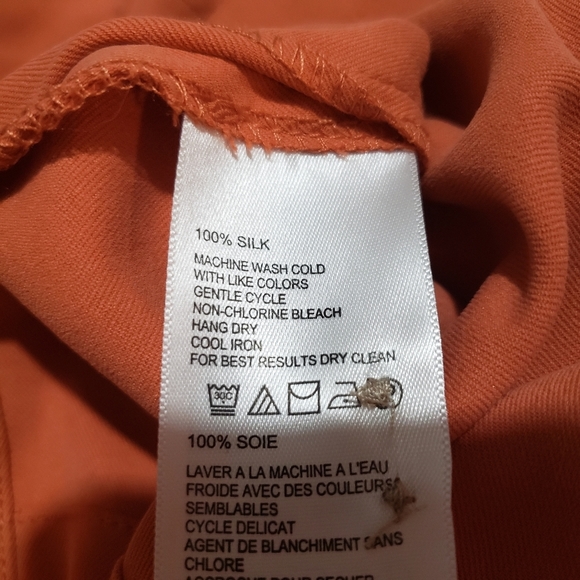 100% SILK
MACHINE WASH COLD
WITH LIKE COLORS
GENTLE CYCLE
NON-CHLORINE BLEACH
HANG DRY
COOL IRON
FOR BEST RESULTS DRY CLEAN
30C
100% SOIE
LAVER A LA MACHINE A L'EAU
FROIDE AVEC DES COULEURS
SEMBLABLES
CYCLE DELICAT
AGENT DE BLANCHIMENT SANS
CHLORE